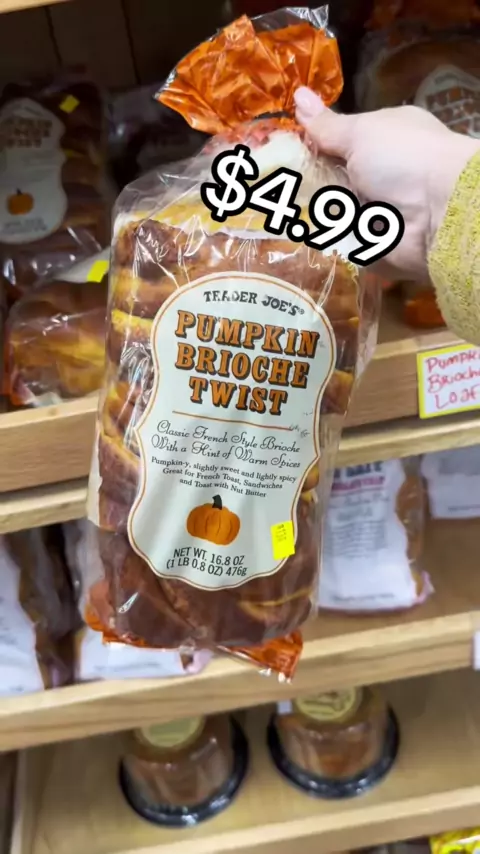 $4.99
TRADER JOE'S®
PUMPKIN
BRIOCHE
TWIST
Classic French Style Brioche
With a Hint of Warm Spices
Pumpkin-y, slightly sweet and lightly spicy
Great for French Toast, Sandwiches
and Toast with Nut Butter
NET WT. 16.8 OZ
(1 LB 0.8 OZ) 476g
TWIST
Pumpkin
Brioche
Loaf